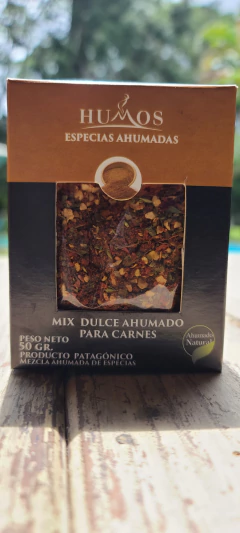 HUMOS
ESPECIAS AHUMADAS
MIX DULCE AHUMADO
PARA CARNES
PESO NETO
50 GR.
PRODUCTO PATAGÓNICO
MEZCLA AHUMADA DE ESPECIAS
Ahumado
Natural